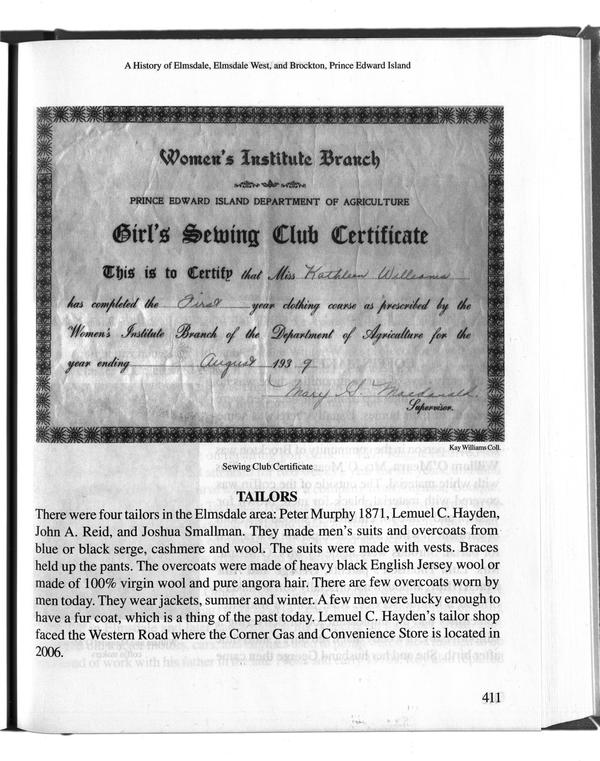 A History of Elmsdale, Elmsdale West, and Brockton, Prince Edward Island
Women's Institute Branch
PRINCE EDWARD ISLAND DEPARTMENT OF AGRICULTURE
Girl's Sewing Club Certificate
This is to Certify that Miss Kathleen Williams
has completed the First year clothing course as prescribed by the
Women's Institute Branch of the Department of Agriculture for the
year ending August 1939
Mary S. Macdonald.
Supervisor.
Kay Williams Coll.
Sewing Club Certificate
TAILORS
There were four tailors in the Elmsdale area: Peter Murphy 1871, Lemuel C. Hayden,
John A. Reid, and Joshua Smallman. They made men's suits and overcoats from
blue or black serge, cashmere and wool. The suits were made with vests. Braces
held up the pants. The overcoats were made of heavy black English Jersey wool or
made of 100% virgin wool and pure angora hair. There are few overcoats worn by
men today. They wear jackets, summer and winter. A few men were lucky enough to
have a fur coat, which is a thing of the past today. Lemuel C. Hayden's tailor shop
faced the Western Road where the Corner Gas and Convenience Store is located in
2006.
411